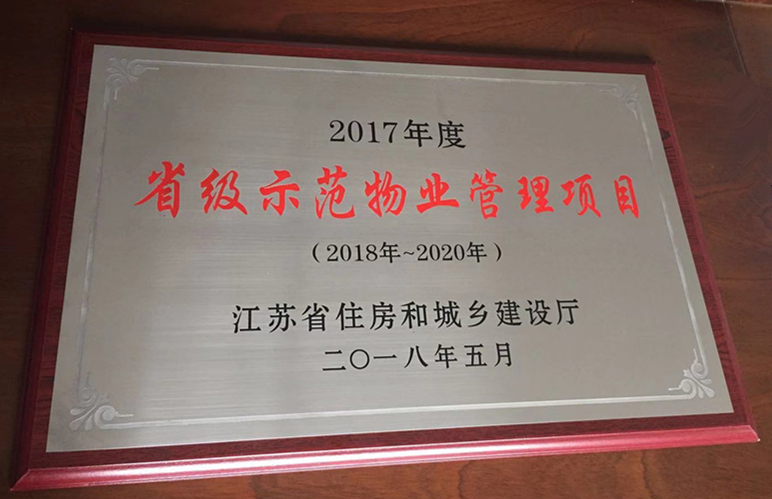 2017年度
省级示范物业管理项目
（2018年~2020年）
江苏省住房和城乡建设厅
二〇一八年五月